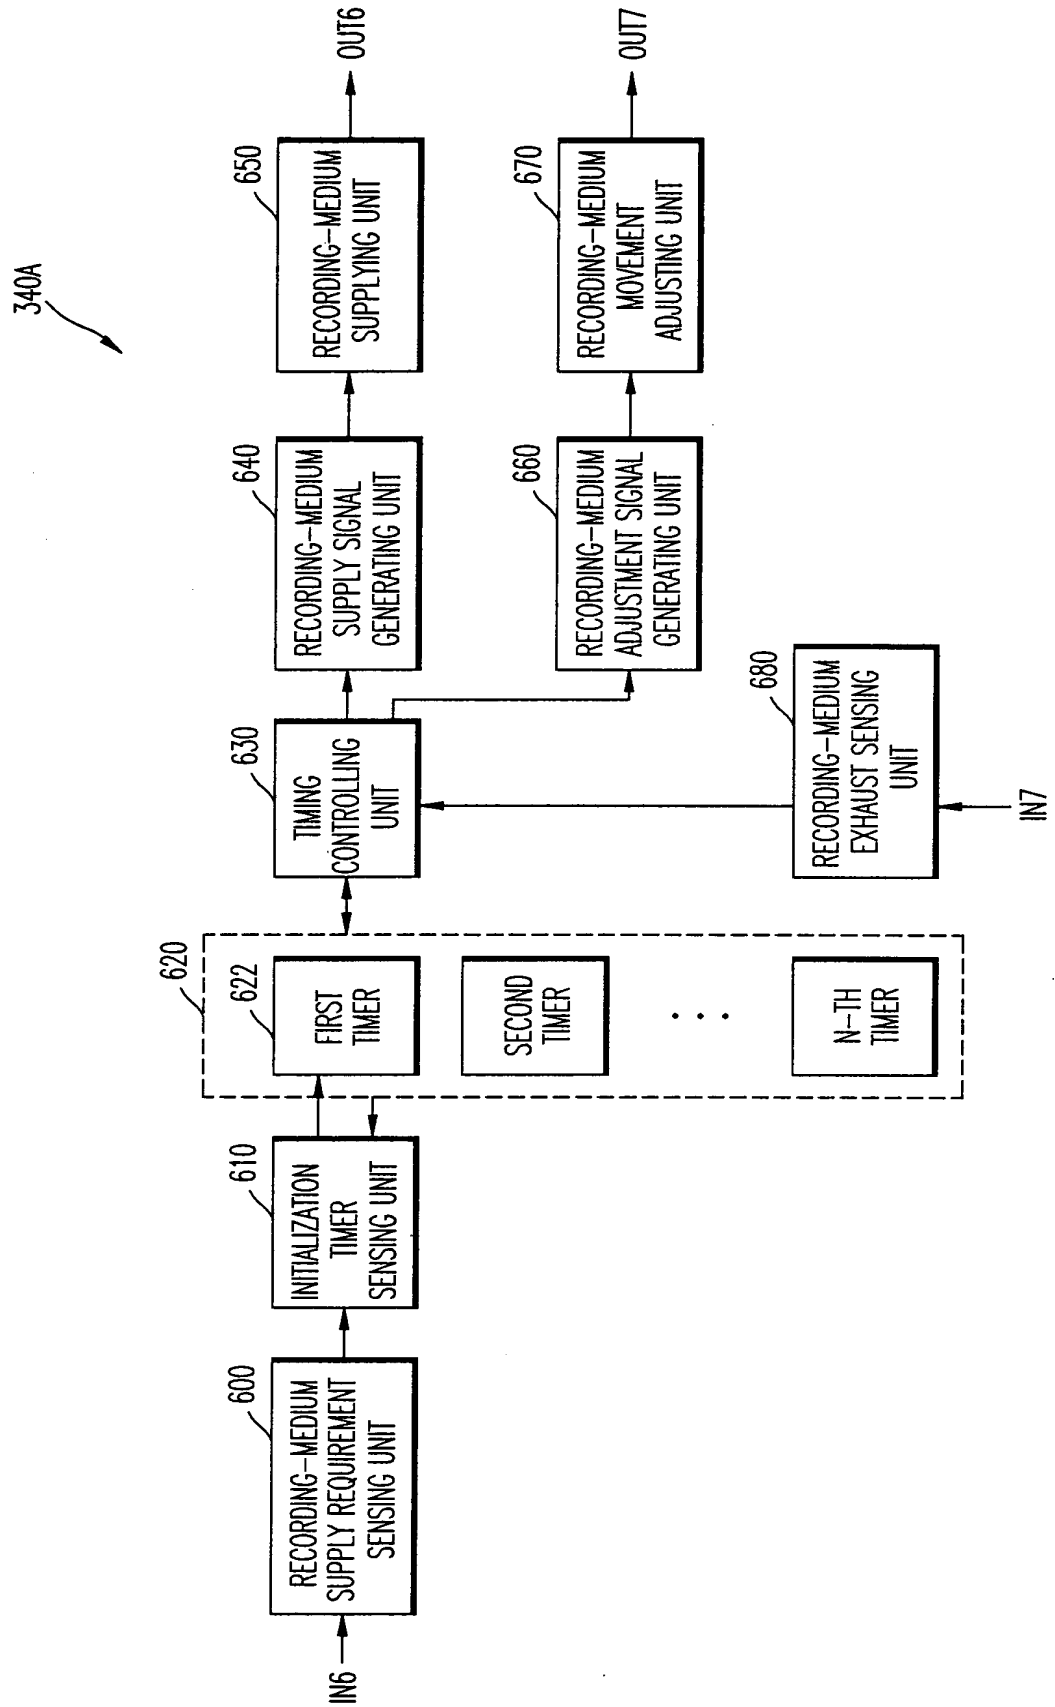 340A
IN6
600
RECORDING-MEDIUM
SUPPLY REQUIREMENT
SENSING UNIT
610
INITIALIZATION
TIMER
SENSING UNIT
620
622
FIRST
TIMER
SECOND
TIMER
. . .
N-TH
TIMER
630
TIMING
CONTROLLING
UNIT
640
RECORDING-MEDIUM
SUPPLY SIGNAL
GENERATING UNIT
650
RECORDING-MEDIUM
SUPPLYING UNIT
OUT6
660
RECORDING-MEDIUM
ADJUSTMENT SIGNAL
GENERATING UNIT
670
RECORDING-MEDIUM
MOVEMENT
ADJUSTING UNIT
OUT7
680
RECORDING-MEDIUM
EXHAUST SENSING
UNIT
IN7